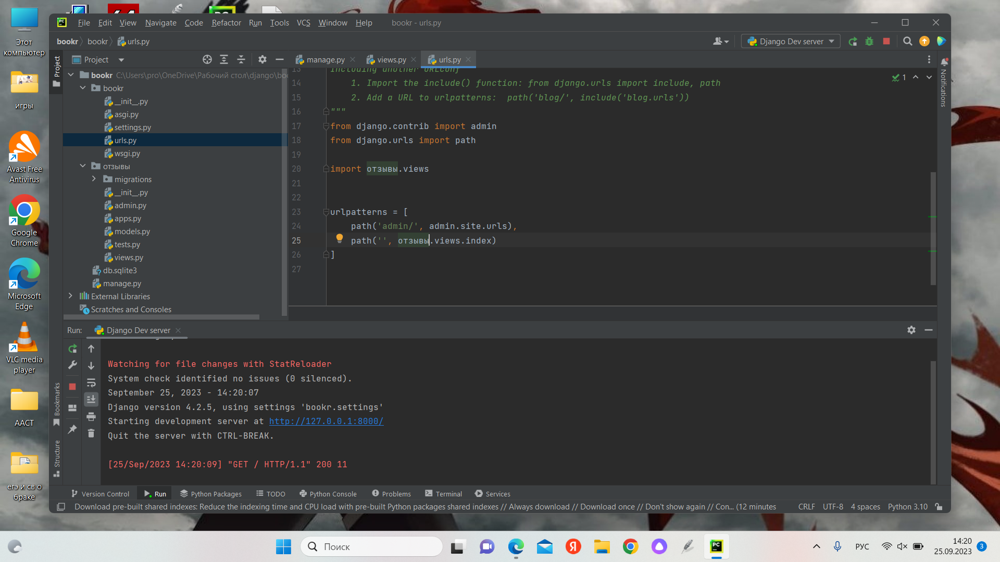 File Edit View Navigate Code Refactor Run Tools VCS Window Help bookr - urls.py
bookr bookr urls.py
Django Dev server
Project
Project
manage.py
views.py
urls.py
Notifications
bookr C:\Users\pro\OneDrive\Рабочий стол\django\boo
bookr
__init__.py
asgi.py
settings.py
urls.py
wsgi.py
отзывы
migrations
__init__.py
admin.py
apps.py
models.py
tests.py
views.py
db.sqlite3
manage.py
External Libraries
Scratches and Consoles
1
13 Including another URLconf
14 1. Import the include() function: from django.urls import include, path
15 2. Add a URL to urlpatterns:  path('blog/', include('blog.urls'))
16 """
17 from django.contrib import admin
18 from django.urls import path
19
20 import отзывы.views
21
22
23 urlpatterns = [
24 path('admin/', admin.site.urls),
25 path('', отзывы.views.index)
26 ]
27
Run: Django Dev server
Watching for file changes with StatReloader
System check identified no issues (0 silenced).
September 25, 2023 - 14:20:07
Django version 4.2.5, using settings 'bookr.settings'
Starting development server at http://127.0.0.1:8000/
Quit the server with CTRL-BREAK.
[25/Sep/2023 14:20:09] "GET / HTTP/1.1" 200 11
Bookmarks
Structure
Version Control Run Python Packages TODO Python Console Problems Terminal Services
Download pre-built shared indexes: Reduce the indexing time and CPU load with pre-built Python packages shared indexes // Always download // Download once // Don't show again // Con... (12 minutes CRLF UTF-8 4 spaces Python 3.10
Этот
компьютер
игры
Avast Free
Antivirus
Google
Chrome
Microsoft
Edge
VLC media
player
ААСТ
егэ и св о
браке
Поиск
РУС
14:20
25.09.2023
3